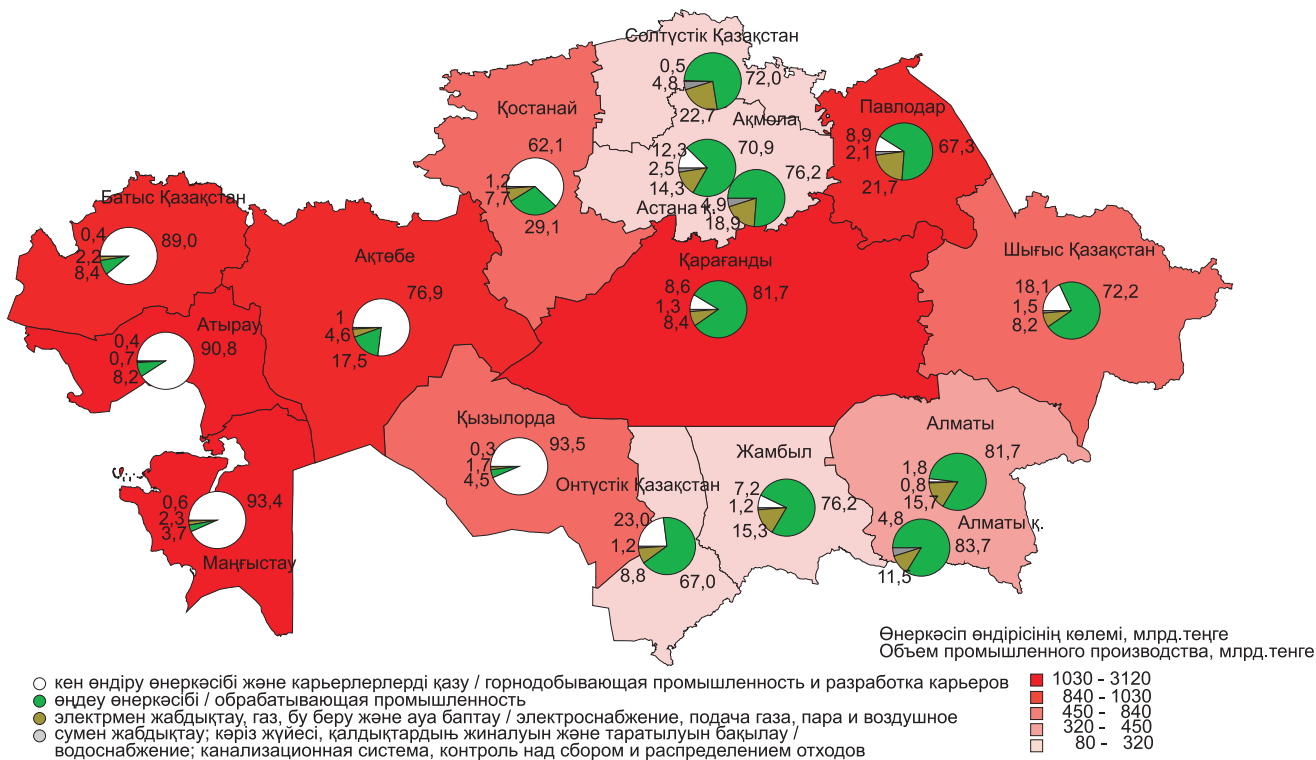 Солтүстік Қазақстан
0,5
4,8
72,0
22,7
Қостанай
62,1
1,2
7,7
29,1
Ақмола
12,3
70,9
2,5
14,3
Астана қ.
76,2
4,9
18,9
Павлодар
8,9
67,3
2,1
21,7
Батыс Қазақстан
0,4
89,0
2,2
8,4
Ақтөбе
76,9
1
4,6
17,5
Қарағанды
8,6
81,7
1,3
8,4
Шығыс Қазақстан
18,1
72,2
1,5
8,2
Атырау
0,4
90,8
0,7
8,2
Қызылорда
0,3
93,5
1,7
4,5
Маңғыстау
0,6
93,4
2,3
3,7
Онтүстік Қазақстан
23,0
1,2
8,8
67,0
Жамбыл
7,2
76,2
1,2
15,3
Алматы
81,7
1,8
0,8
15,7
Алматы қ.
4,8
83,7
11,5
Өнеркәсіп өндірісінің көлемі, млрд.теңге
Объем промышленного производства, млрд.тенге
1030 - 3120
840 - 1030
450 - 840
320 - 450
80 - 320
кен өндіру өнеркәсібі және карьерлерлерді қазу / горнодобывающая промышленность и разработка карьеров
өңдеу өнеркәсібі / обрабатывающая промышленность
электрмен жабдықтау, газ, бу беру және ауа баптау / электроснабжение, подача газа, пара и воздушное
сумен жабдықтау; кәріз жүйесі, қалдықтардың жиналуын және таратылуын бақылау /
водоснабжение; канализационная система, контроль над сбором и распределением отходов